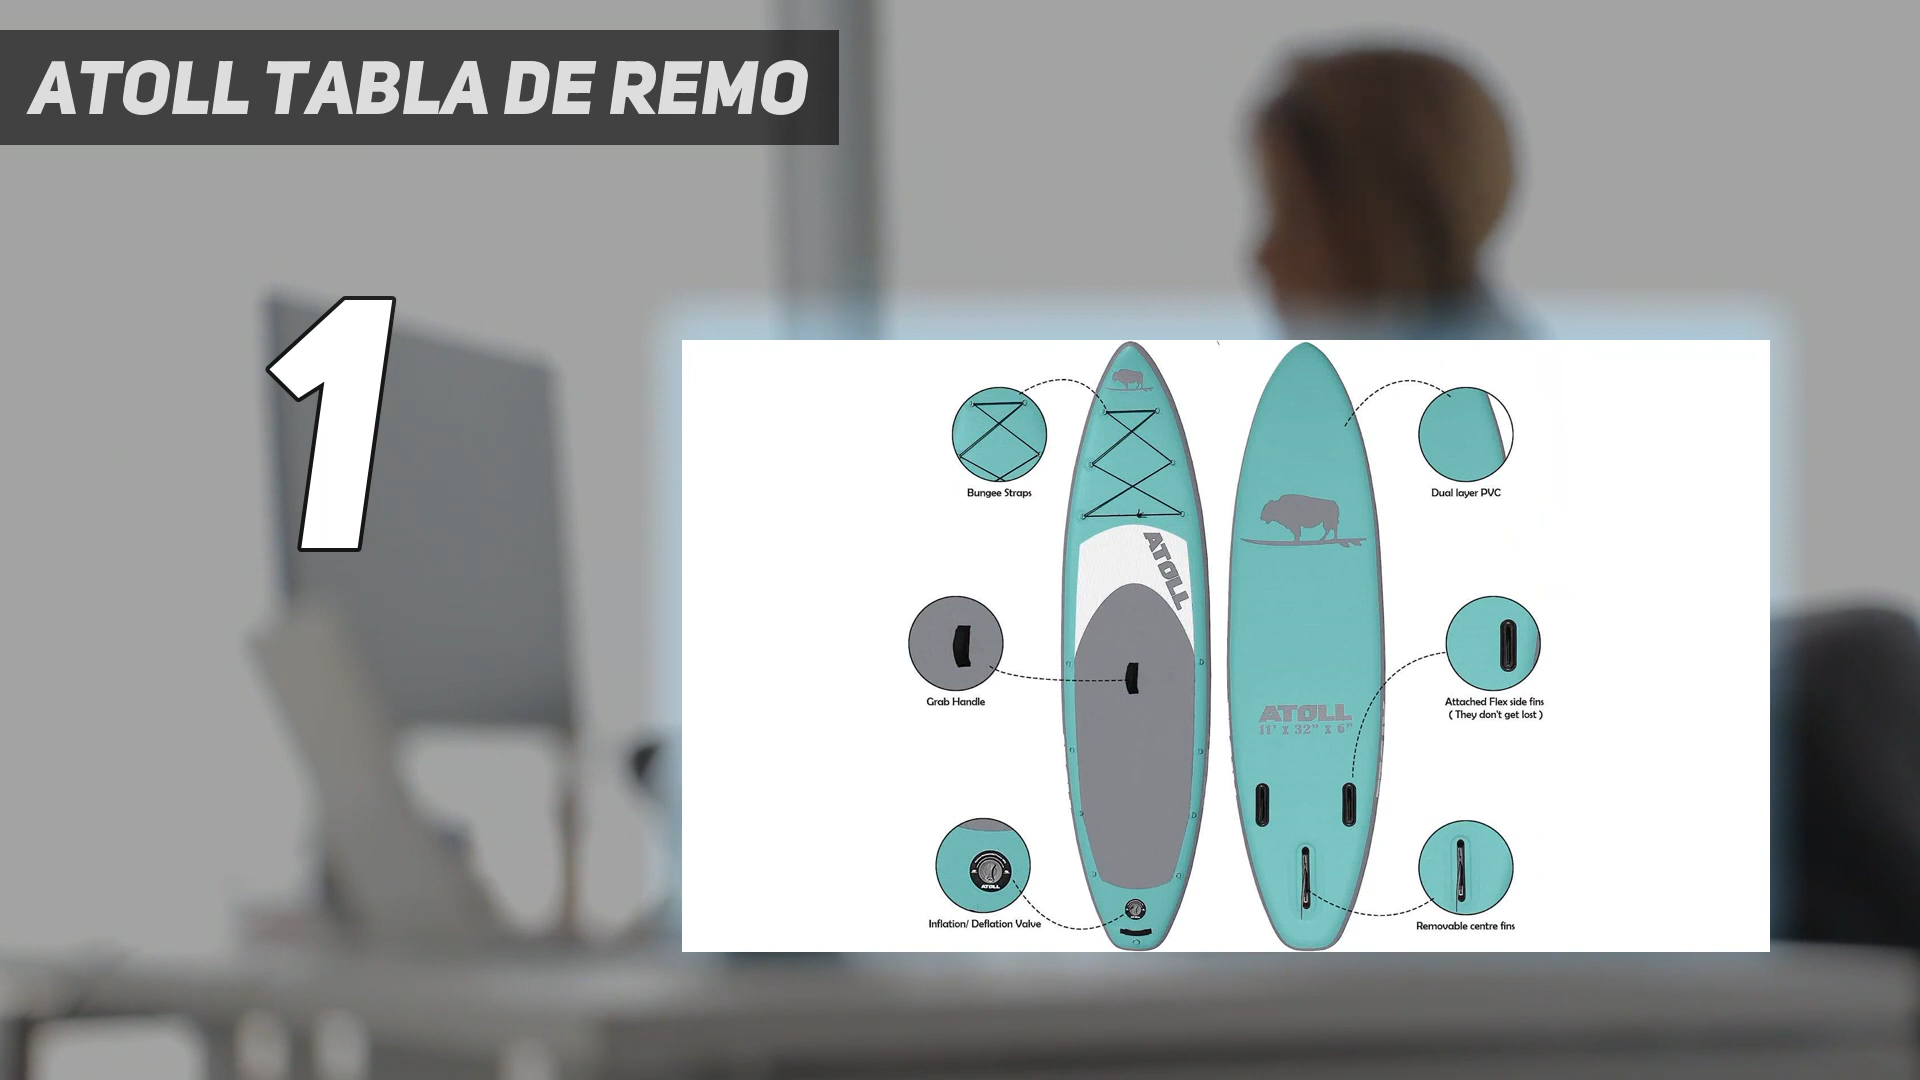 ATOLL TABLA DE REMO
1
Bungee Straps
Dual layer PVC
ATOLL
Grab Handle
Attached Flex side fins
( They don't get lost )
ATOLL
11' X 32" X 6"
Inflation/ Deflation Valve
ATOLL
Removable centre fins